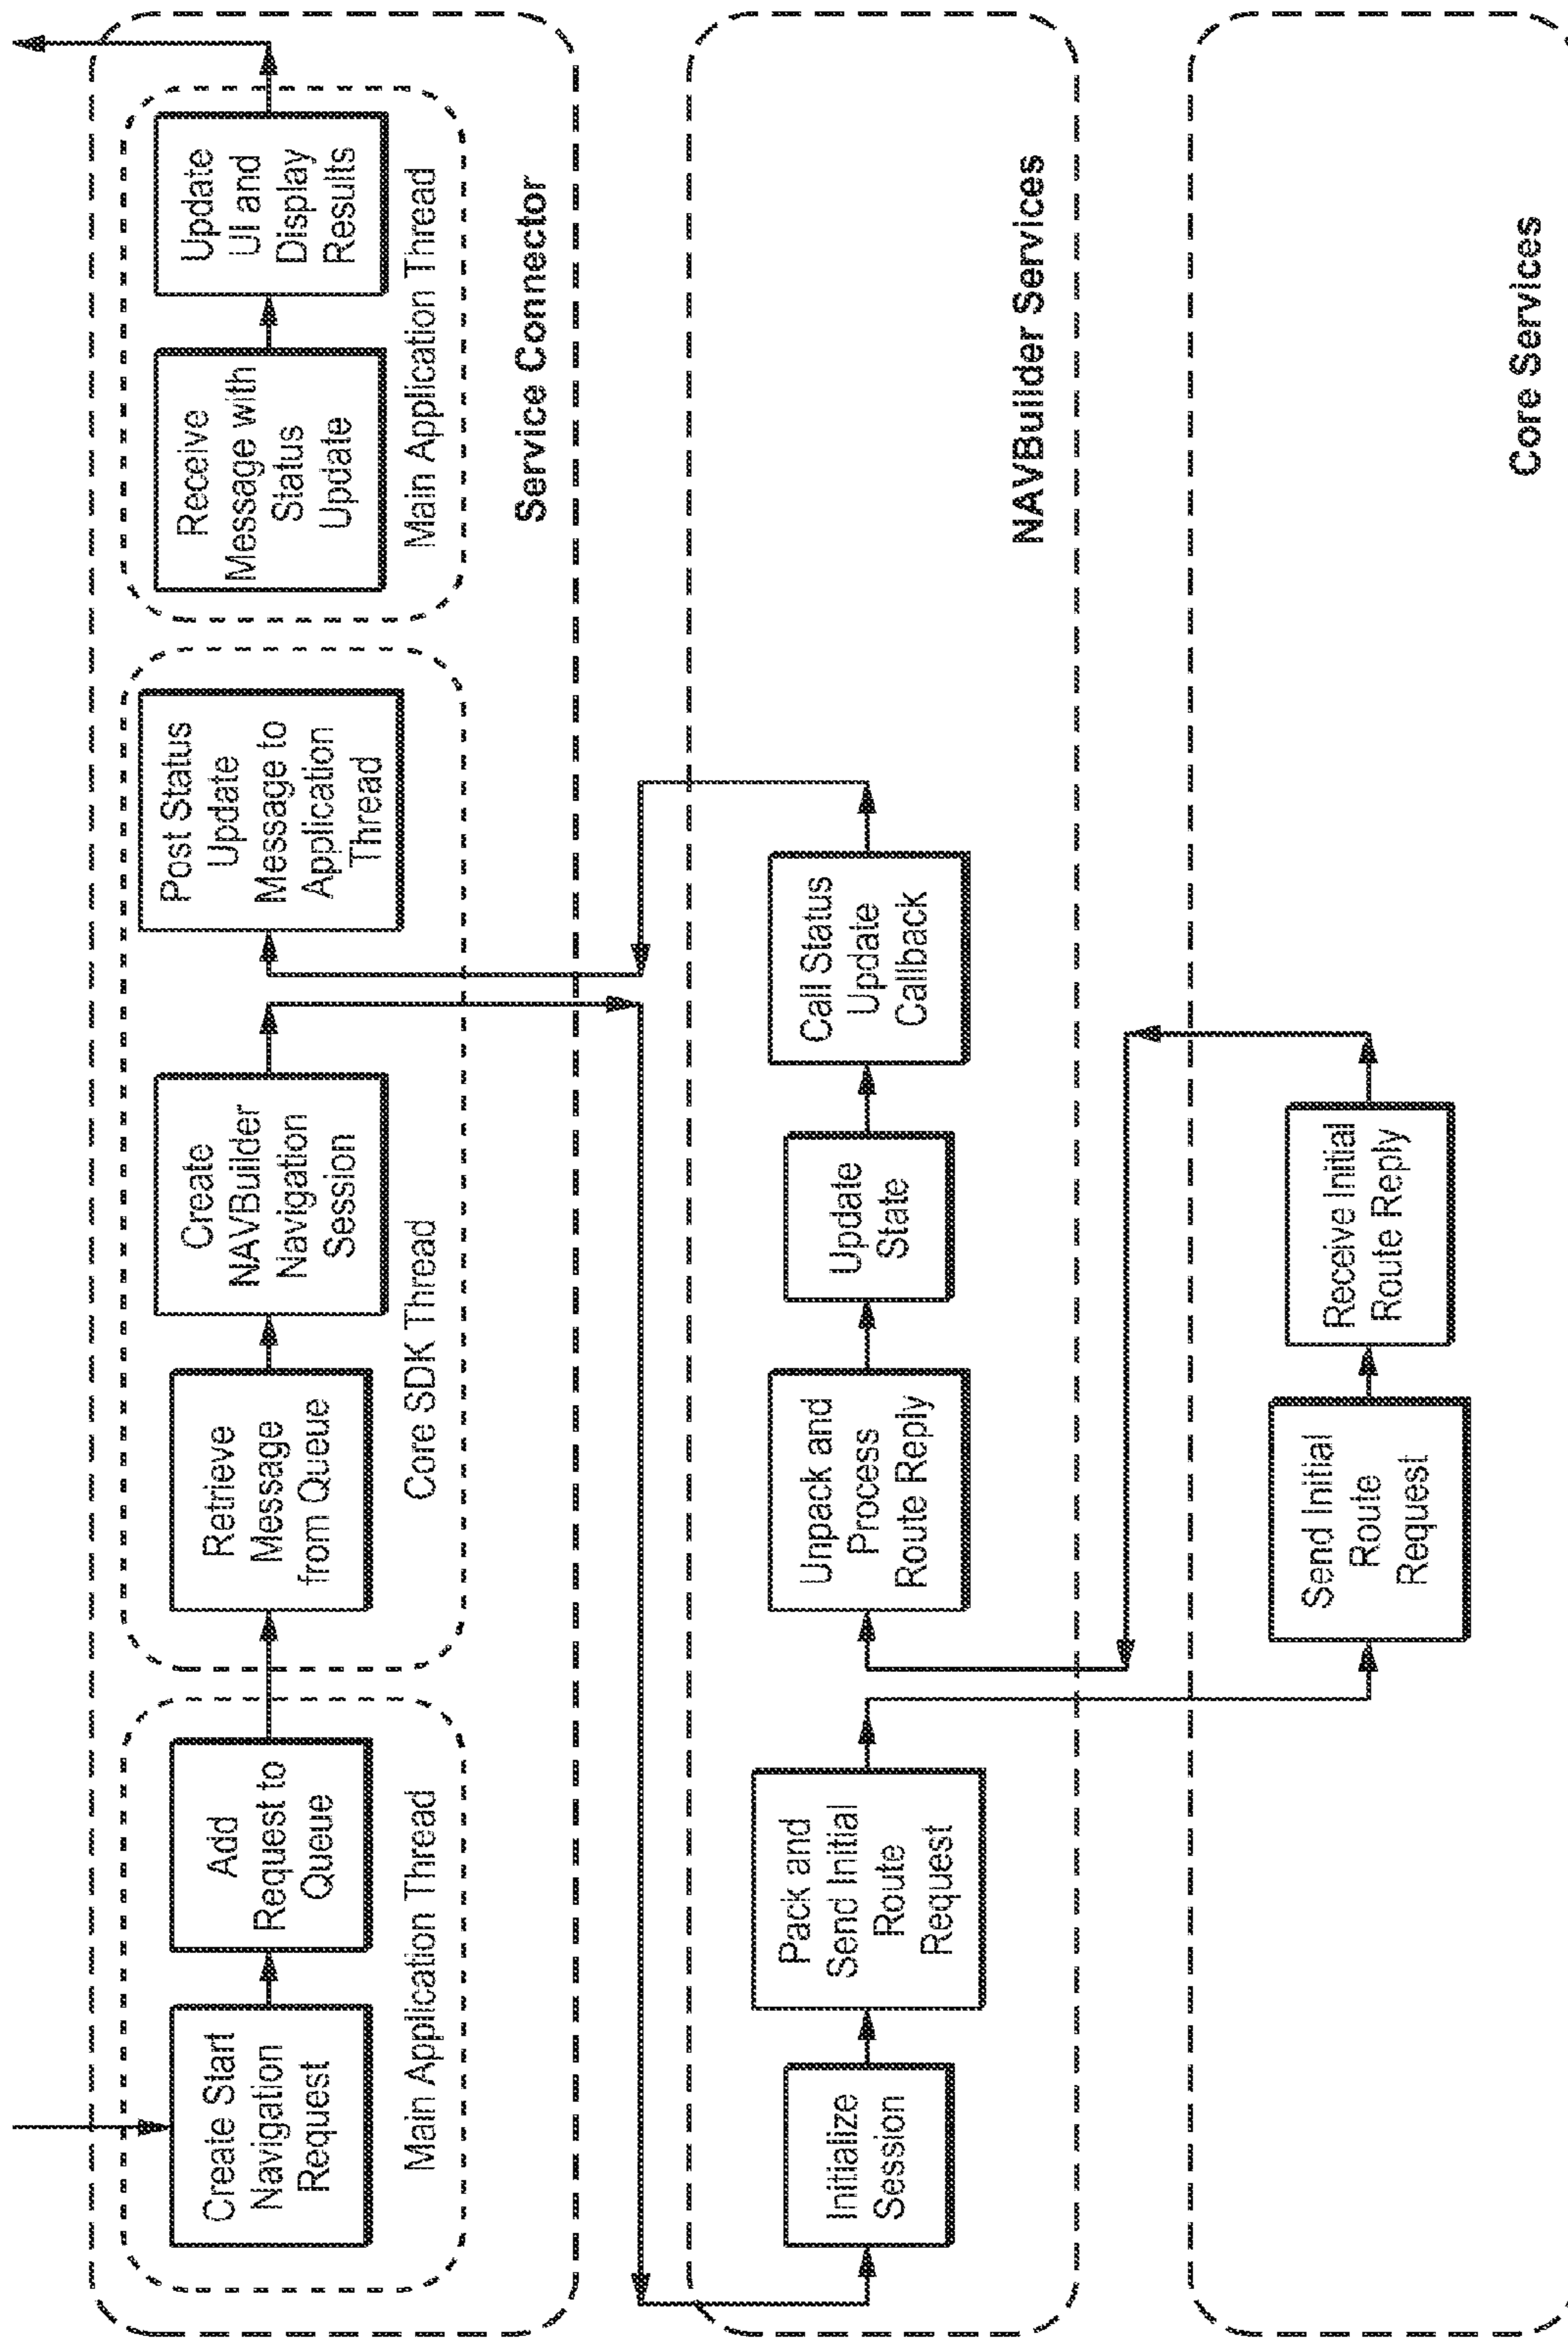 Create Start
Navigation
Request
Add
Request to
Queue
Main Application Thread
Retrieve
Message
from Queue
Create
NAVBuilder
Navigation
Session
Post Status
Update
Message to
Application
Thread
Core SDK Thread
Receive
Message with
Status
Update
Update
UI and
Display
Results
Main Application Thread
Service Connector
Initialize
Session
Pack and
Send Initial
Route
Request
Unpack and
Process
Route Reply
Update
State
Call Status
Update
Callback
NAVBuilder Services
Send Initial
Route
Request
Receive Initial
Route Reply
Core Services